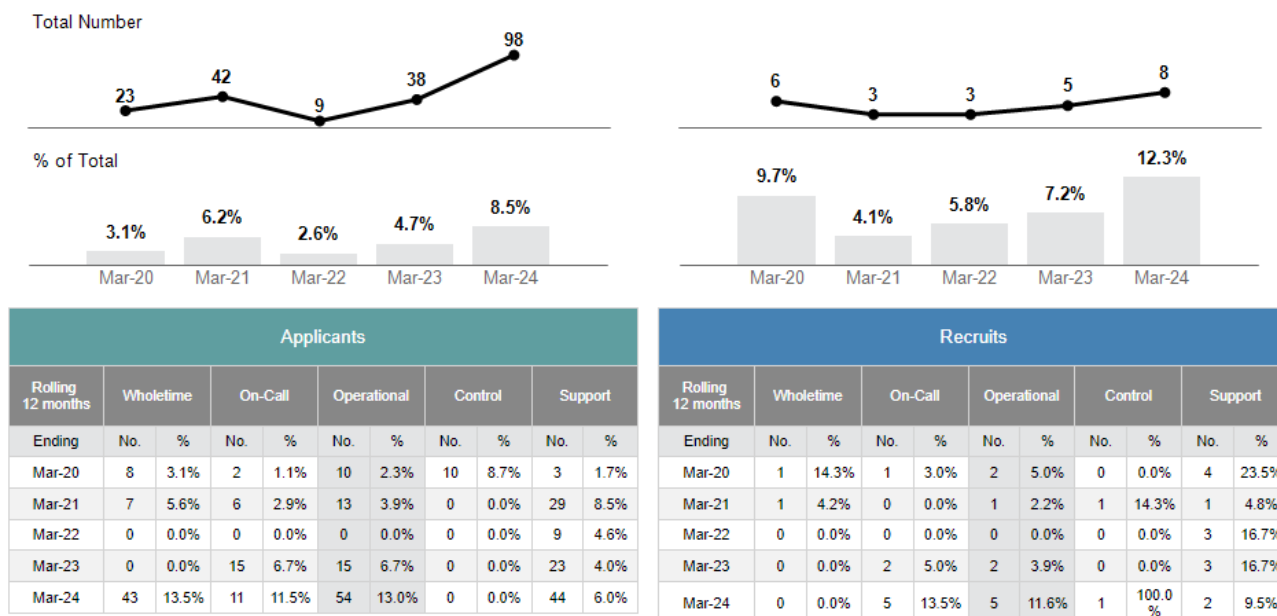 Total Number
23 42 9 38 98
6 3 3 5 8
% of Total
3.1% 6.2% 2.6% 4.7% 8.5%
9.7% 4.1% 5.8% 7.2% 12.3%
Mar-20 Mar-21 Mar-22 Mar-23 Mar-24
Mar-20 Mar-21 Mar-22 Mar-23 Mar-24
Applicants
Rolling 12 months Wholetime On-Call Operational Control Support
Ending No. % No. % No. % No. % No. %
Mar-20 8 3.1% 2 1.1% 10 2.3% 10 8.7% 3 1.7%
Mar-21 7 5.6% 6 2.9% 13 3.9% 0 0.0% 29 8.5%
Mar-22 0 0.0% 0 0.0% 0 0.0% 0 0.0% 9 4.6%
Mar-23 0 0.0% 15 6.7% 15 6.7% 0 0.0% 23 4.0%
Mar-24 43 13.5% 11 11.5% 54 13.0% 0 0.0% 44 6.0%
Recruits
Rolling 12 months Wholetime On-Call Operational Control Support
Ending No. % No. % No. % No. % No. %
Mar-20 1 14.3% 1 3.0% 2 5.0% 0 0.0% 4 23.5%
Mar-21 1 4.2% 0 0.0% 1 2.2% 1 14.3% 1 4.8%
Mar-22 0 0.0% 0 0.0% 0 0.0% 0 0.0% 3 16.7%
Mar-23 0 0.0% 2 5.0% 2 3.9% 0 0.0% 3 16.7%
Mar-24 0 0.0% 5 13.5% 5 11.6% 1 100.0 % 2 9.5%